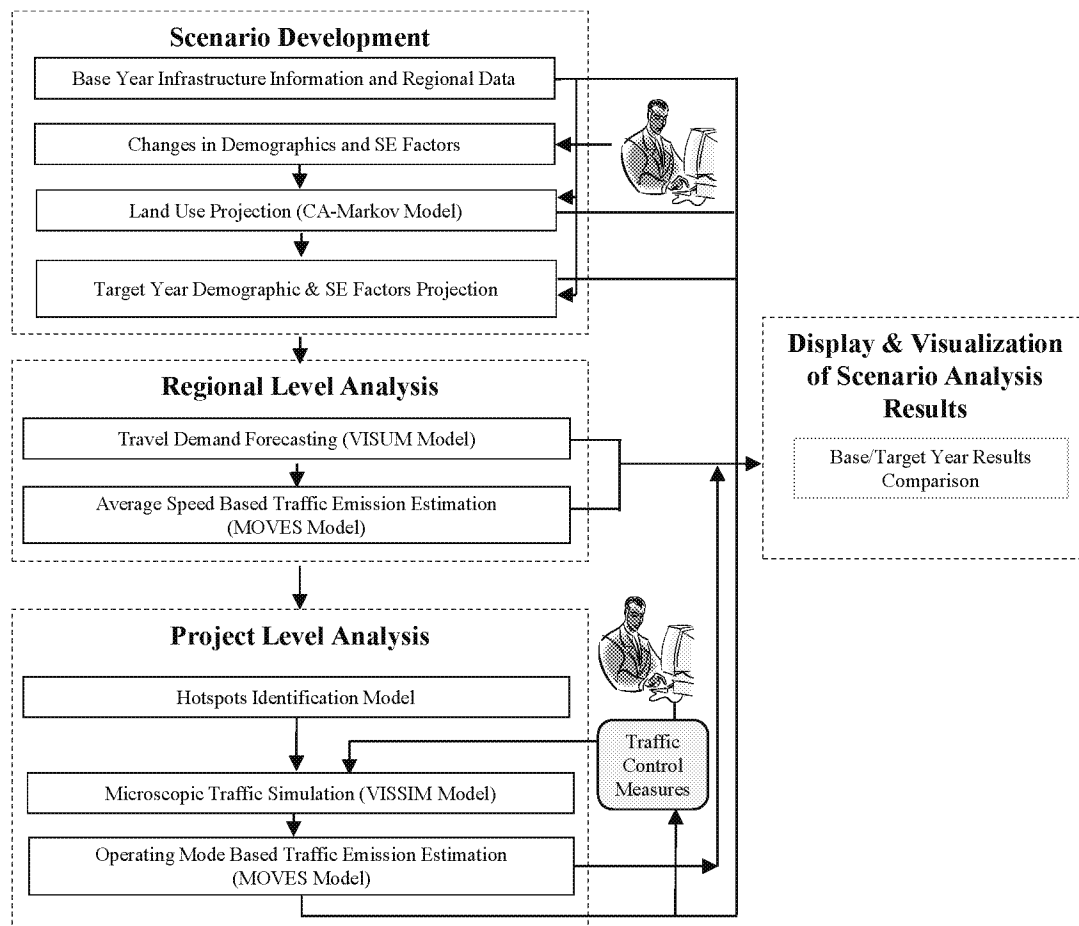 Scenario Development
Base Year Infrastructure Information and Regional Data
Changes in Demographics and SE Factors
Land Use Projection (CA-Markov Model)
Target Year Demographic & SE Factors Projection
Regional Level Analysis
Travel Demand Forecasting (VISUM Model)
Average Speed Based Traffic Emission Estimation
(MOVES Model)
Display & Visualization
of Scenario Analysis
Results
Base/Target Year Results
Comparison
Project Level Analysis
Hotspots Identification Model
Traffic
Control
Measures
Microscopic Traffic Simulation (VISSIM Model)
Operating Mode Based Traffic Emission Estimation
(MOVES Model)